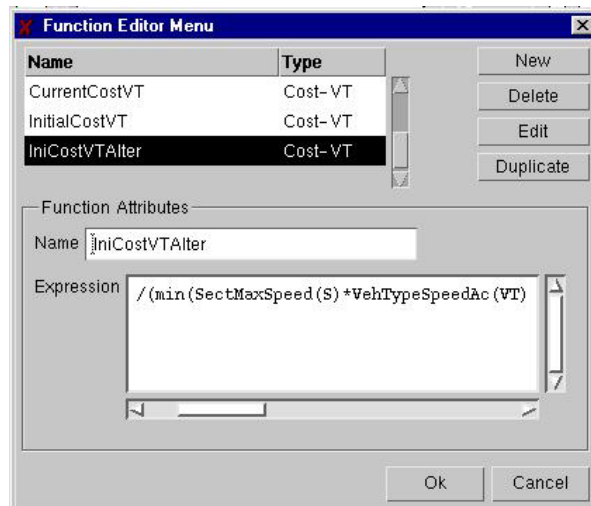 Function Editor Menu
Name Type New
CurrentCostVT Cost-VT Delete
InitialCostVT Cost-VT Edit
IniCostVTAlter Cost-VT Duplicate
Function Attributes
Name IniCostVTAlter
Expression /(min(SectMaxSpeed(S)*VehTypeSpeedAc(VT)
Ok Cancel